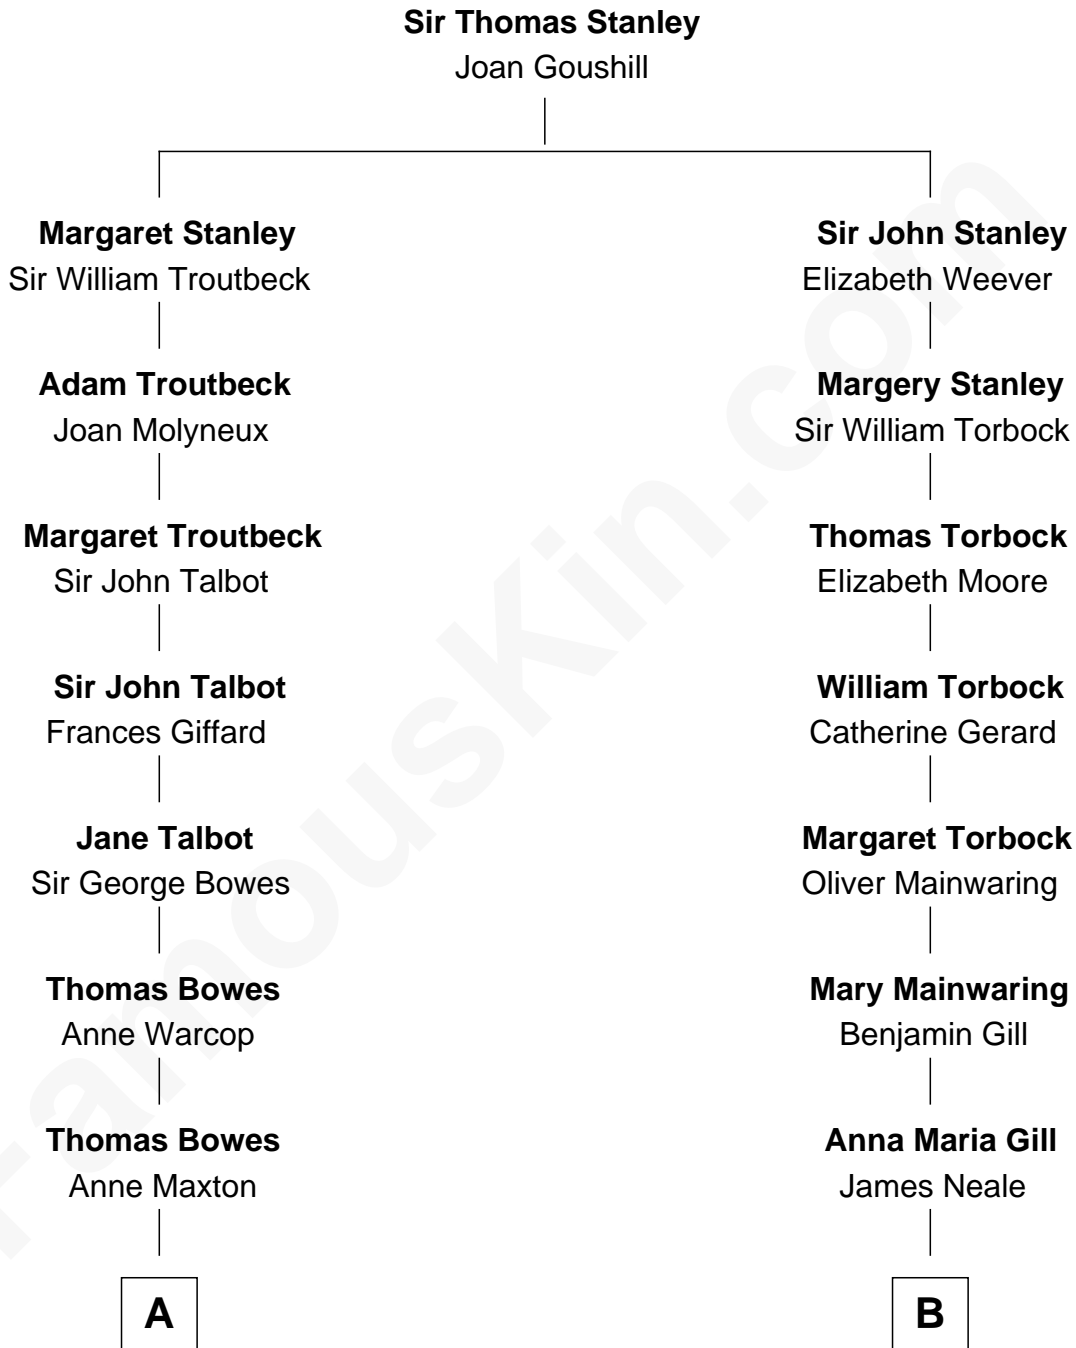 Sir Thomas Stanley
Joan Goushill
Margaret Stanley
Sir William Troutbeck
Sir John Stanley
Elizabeth Weever
Adam Troutbeck
Joan Molyneux
Margery Stanley
Sir William Torbock
Margaret Troutbeck
Sir John Talbot
Thomas Torbock
Elizabeth Moore
Sir John Talbot
Frances Giffard
William Torbock
Catherine Gerard
Jane Talbot
Sir George Bowes
Margaret Torbock
Oliver Mainwaring
Thomas Bowes
Anne Warcop
Mary Mainwaring
Benjamin Gill
Thomas Bowes
Anne Maxton
Anna Maria Gill
James Neale
A
B
FamousKin.com